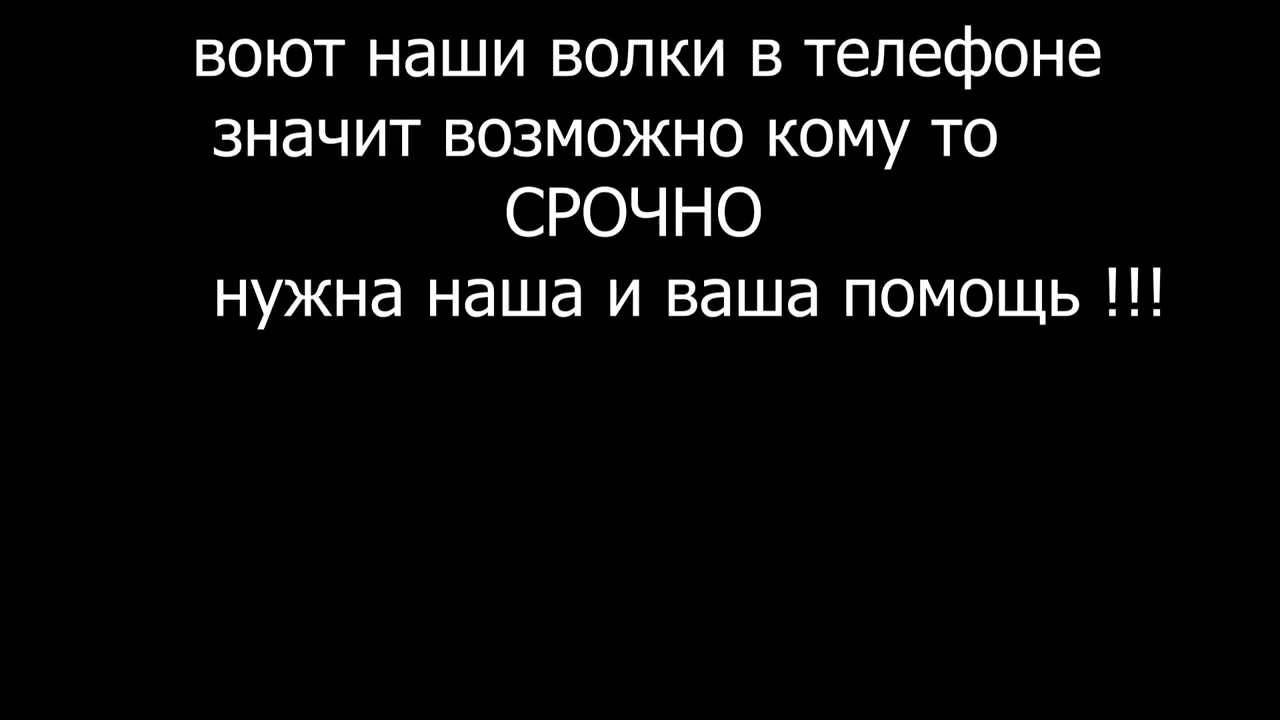 воют наши волки в телефоне
значит возможно кому то
СРОЧНО
нужна наша и ваша помощь !!!